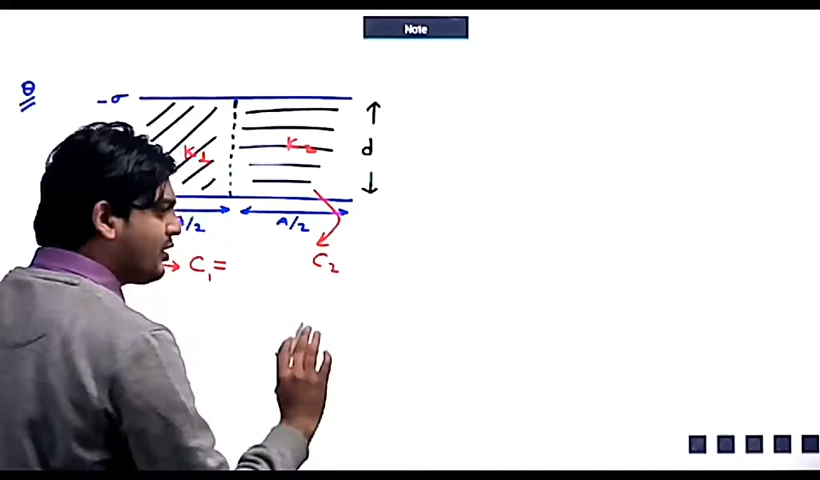 Note
Q
-σ
K1
K2
d
A/2
A/2
→ C1=
C2